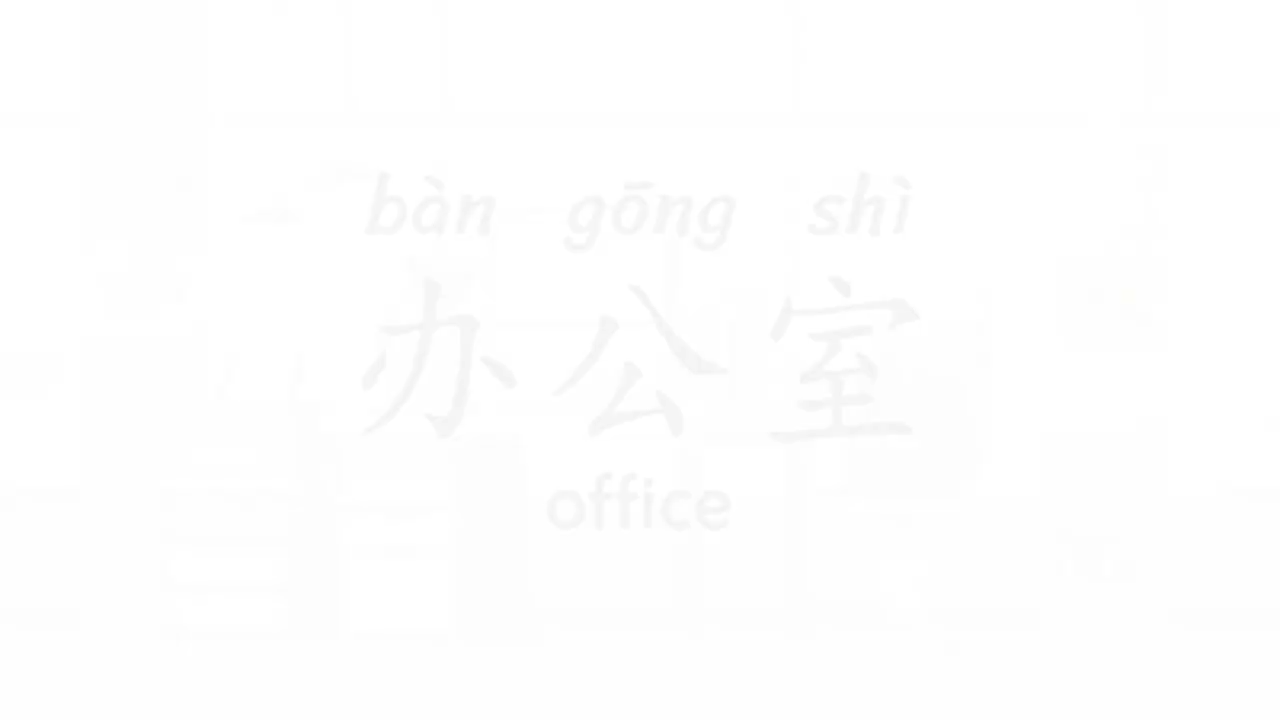 bàn gōng shì
办公室
office